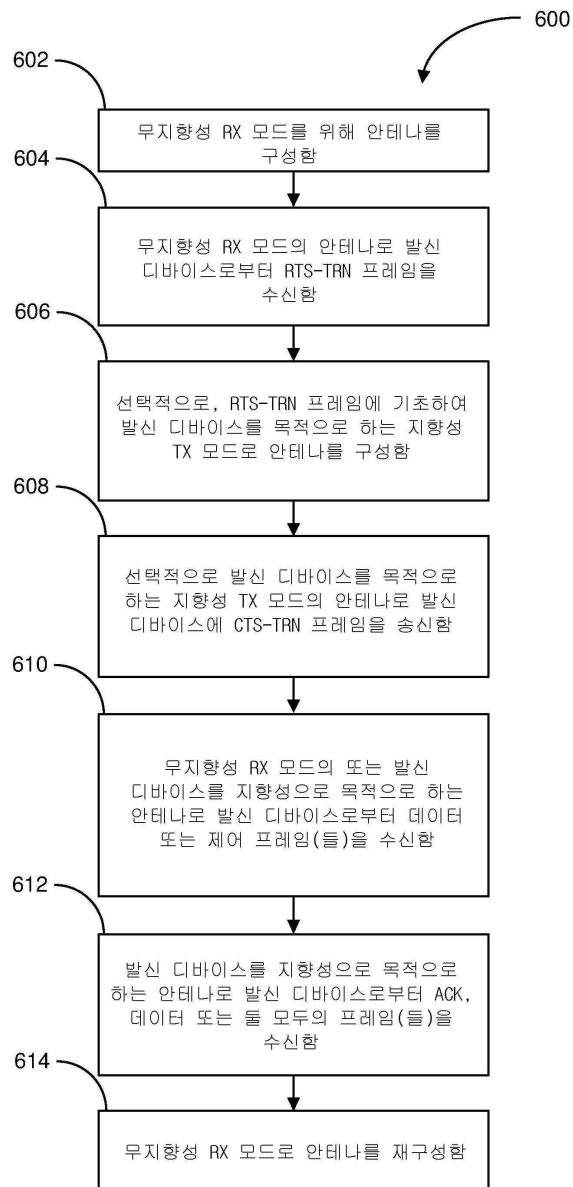 600
602
무지향성 RX 모드를 위해 안테나를
구성함
604
무지향성 RX 모드의 안테나로 발신
디바이스로부터 RTS-TRN 프레임을
수신함
606
선택적으로, RTS-TRN 프레임에 기초하여
발신 디바이스를 목적으로 하는 지향성
TX 모드로 안테나를 구성함
608
선택적으로 발신 디바이스를 목적으로
하는 지향성 TX 모드의 안테나로 발신
디바이스에 CTS-TRN 프레임을 송신함
610
무지향성 RX 모드의 또는 발신
디바이스를 지향성으로 목적으로 하는
안테나로 발신 디바이스로부터 데이터
또는 제어 프레임(들)을 수신함
612
발신 디바이스를 지향성으로 목적으로
하는 안테나로 발신 디바이스로부터 ACK,
데이터 또는 둘 모두의 프레임(들)을
수신함
614
무지향성 RX 모드로 안테나를 재구성함